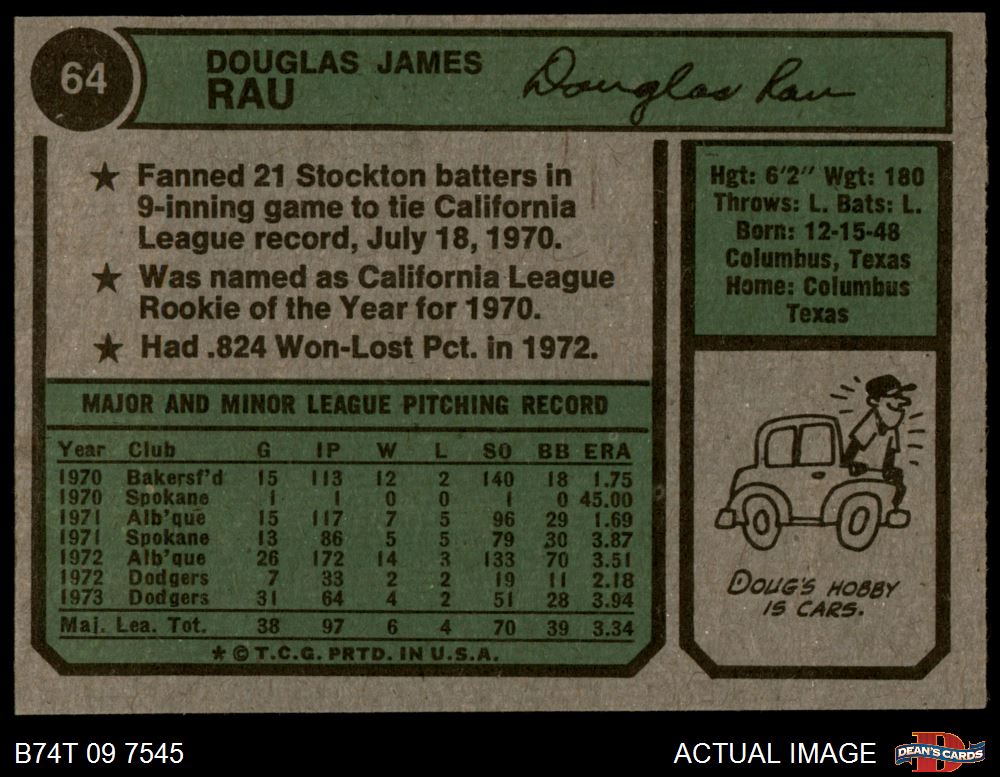 64
DOUGLAS JAMES
RAU
Douglas Rau
★ Fanned 21 Stockton batters in
9-inning game to tie California
League record, July 18, 1970.
★ Was named as California League
Rookie of the Year for 1970.
★ Had .824 Won-Lost Pct. in 1972.
MAJOR AND MINOR LEAGUE PITCHING RECORD
Year Club G IP W L SO BB ERA
1970 Bakersf'd 15 113 12 2 140 18 1.75
1970 Spokane 1 1 0 0 1 0 45.00
1971 Alb'que 15 117 7 5 96 29 1.69
1971 Spokane 13 86 5 5 79 30 3.87
1972 Alb'que 26 172 14 3 133 70 3.51
1972 Dodgers 7 33 2 2 19 11 2.18
1973 Dodgers 31 64 4 2 51 28 3.94
Maj. Lea. Tot. 38 97 6 4 70 39 3.34
* © T.C.G. PRTD. IN U.S.A.
Hgt: 6'2" Wgt: 180
Throws: L. Bats: L.
Born: 12-15-48
Columbus, Texas
Home: Columbus
Texas
DOUG'S HOBBY
IS CARS.
B74T 09 7545
ACTUAL IMAGE
D
DEAN'S CARDS